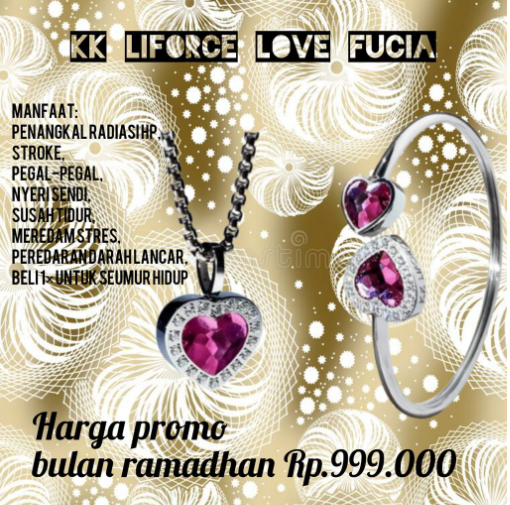 KK LIFORCE LOVE FUCIA
MANFAAT:
PENANGKAL RADIASI HP,
STROKE,
PEGAL-PEGAL,
NYERI SENDI,
SUSAH TIDUR,
MEREDAM STRES,
PEREDARAN DARAH LANCAR,
BELI 1× UNTUK SEUMUR HIDUP
Harga promo
bulan ramadhan Rp.999.000